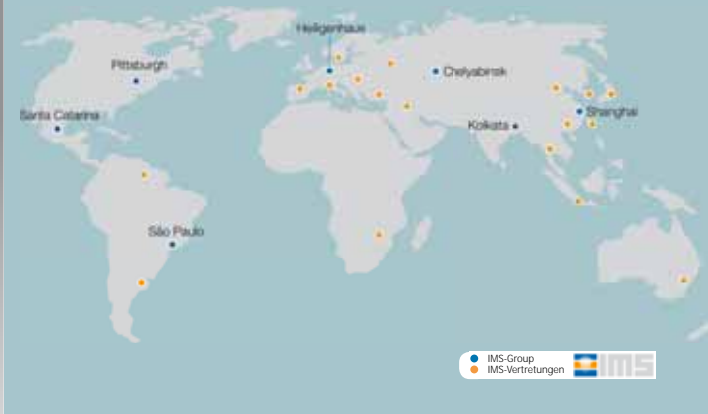 Heiligenhaus
Pittsburgh
Chelyabinsk
Santa Catarina
Shanghai
Kolkata
São Paulo
IMS-Group
IMS-Vertretungen
IMS